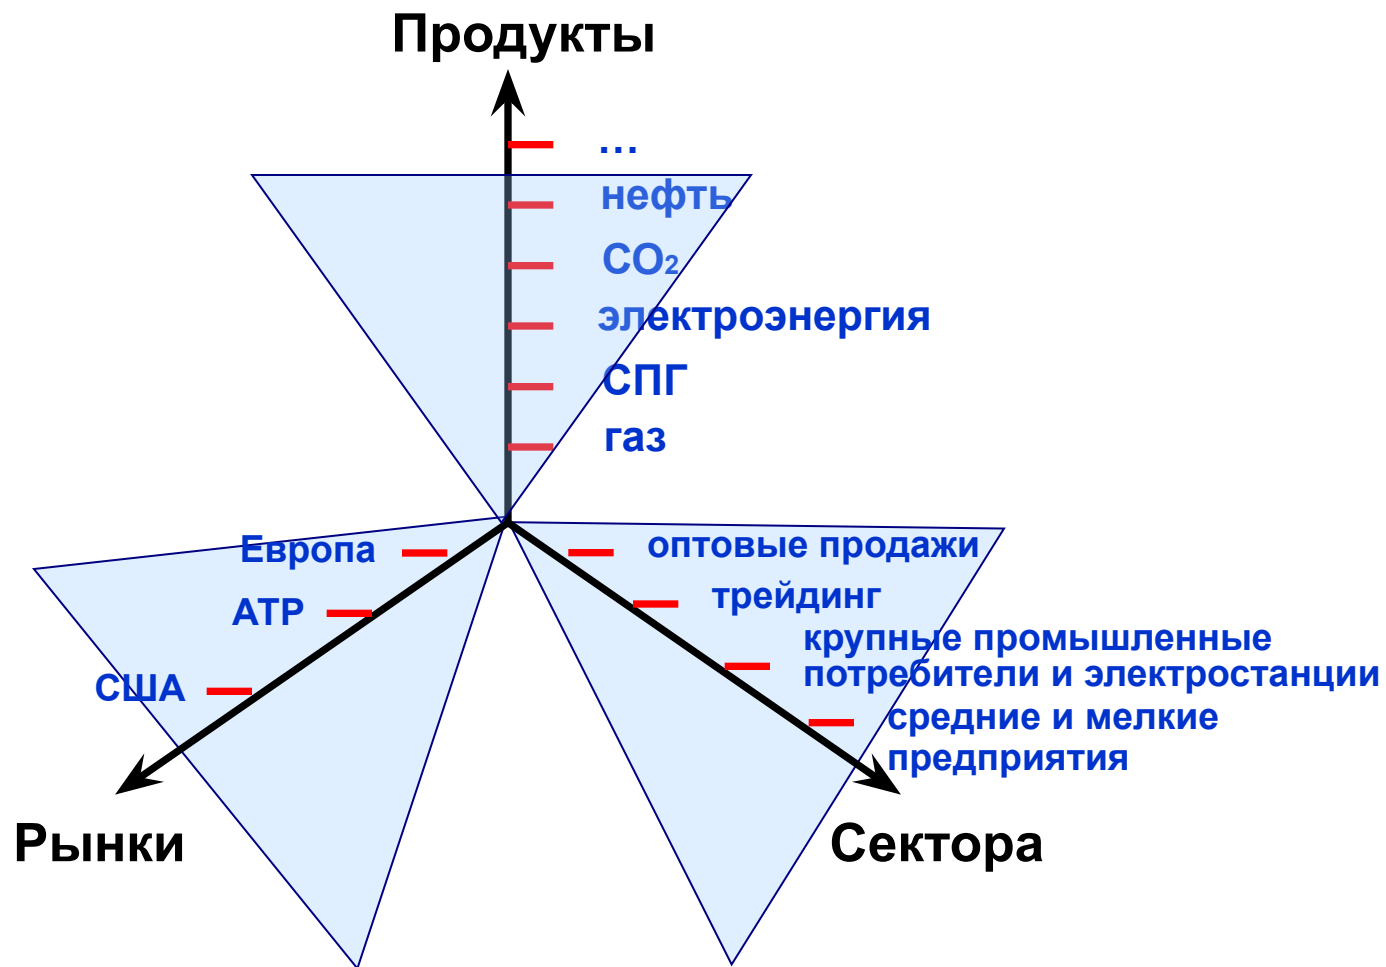 Продукты
…
нефть
СО₂
электроэнергия
СПГ
газ
Европа
АТР
США
Рынки
оптовые продажи
трейдинг
крупные промышленные
потребители и электростанции
средние и мелкие
предприятия
Сектора